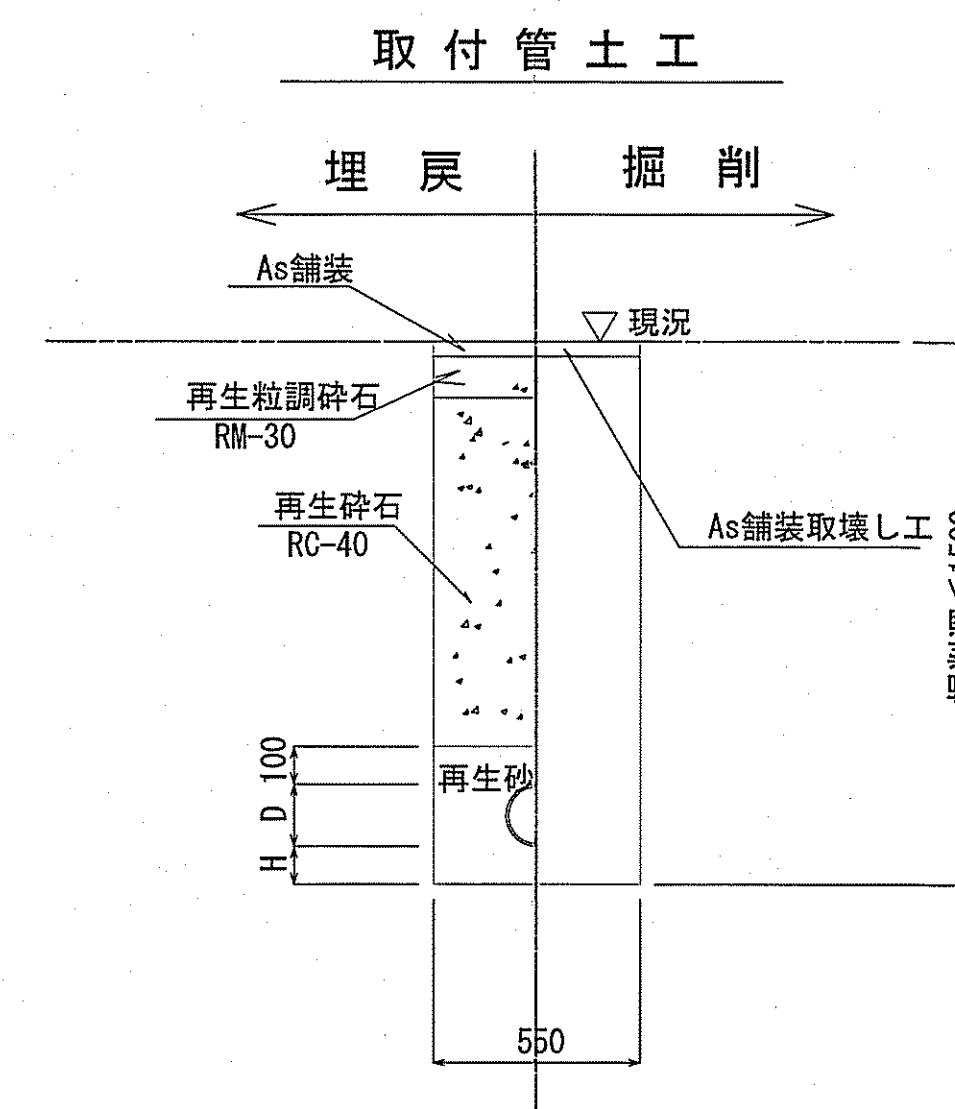 取付管土工
埋戻
掘削
As舗装
現況
再生粒調砕石
RM-30
再生砕石
RC-40
As舗装取壊し工
100
再生砂
D
H
550